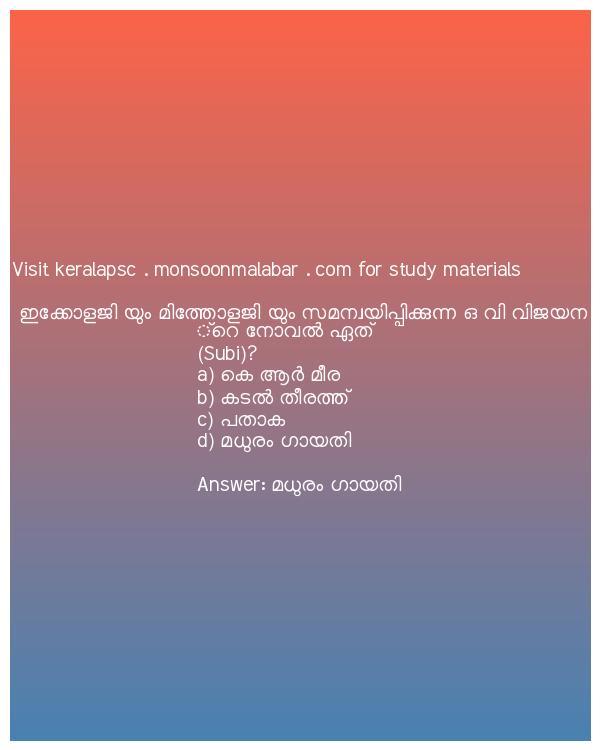 Visit keralapsc . monsoonmalabar . com for study materials
ഇക്കോളജി യും മിത്തോളജി യും സമന്വയിപ്പിക്കുന്ന ഒ വി വിജയന
്റെ നോവൽ ഏത്
(Subi)?
a) കെ ആർ മീര
b) കടൽ തീരത്ത്
c) പതാക
d) മധുരം ഗായതി
Answer: മധുരം ഗായതി